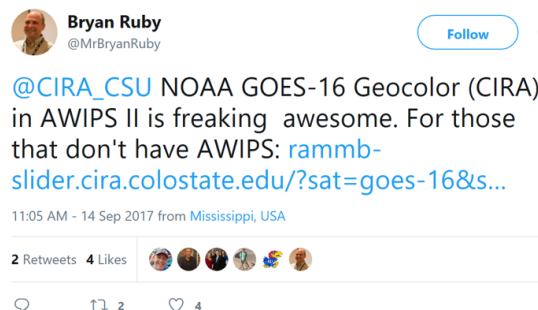 Bryan Ruby
@MrBryanRuby
Follow
@CIRA_CSU NOAA GOES-16 Geocolor (CIRA)
in AWIPS II is freaking awesome. For those
that don't have AWIPS: rammb-
slider.cira.colostate.edu/?sat=goes-16&s...
11:05 AM - 14 Sep 2017 from Mississippi, USA
2 Retweets 4 Likes
2 4